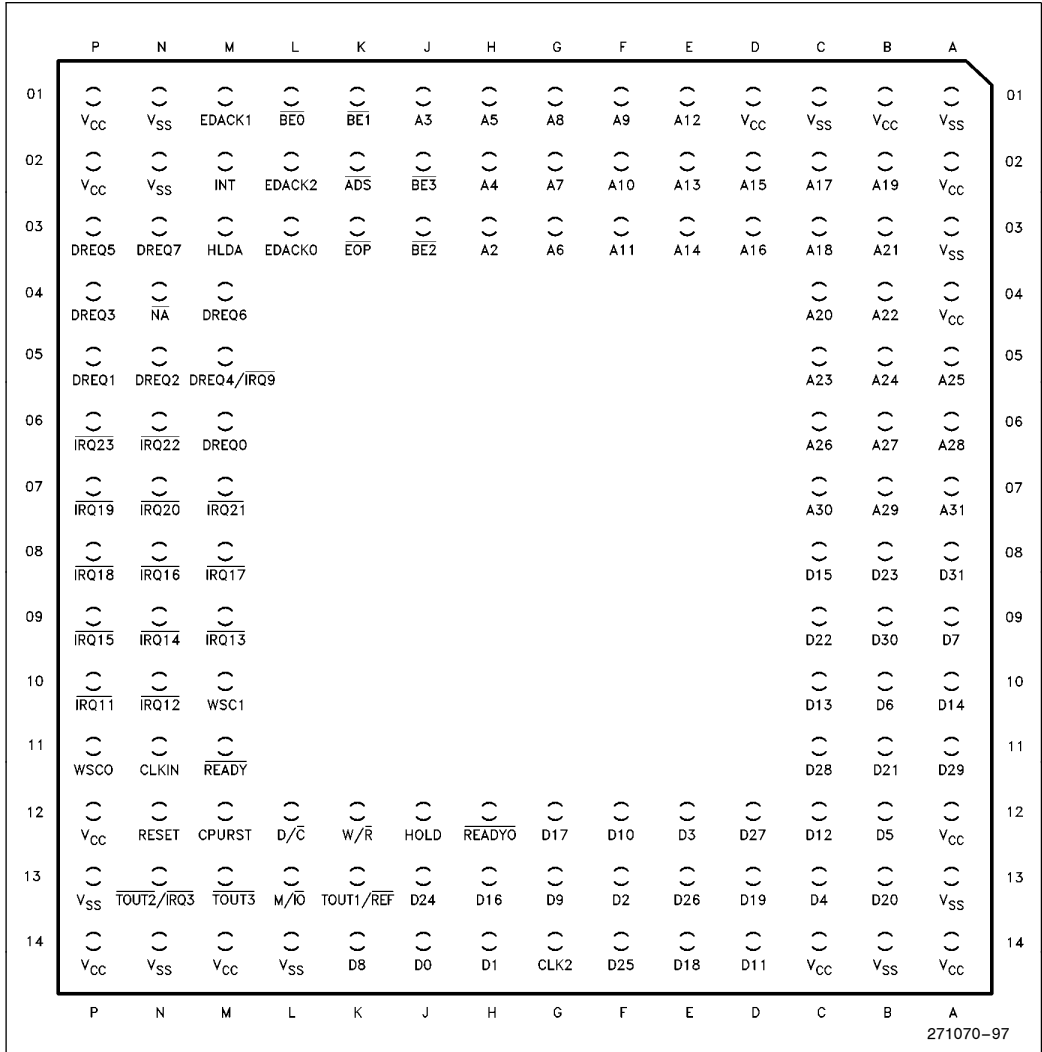 P N M L K J H G F E D C B A
01 01
VCC VSS EDACK1 BE0 BE1 A3 A5 A8 A9 A12 VCC VSS VCC VSS
02 02
VCC VSS INT EDACK2 ADS BE3 A4 A7 A10 A13 A15 A17 A19 VCC
03 03
DREQ5 DREQ7 HLDA EDACK0 EOP BE2 A2 A6 A11 A14 A16 A18 A21 VSS
04 04
DREQ3 NA DREQ6 A20 A22 VCC
05 05
DREQ1 DREQ2 DREQ4/IRQ9 A23 A24 A25
06 06
IRQ23 IRQ22 DREQ0 A26 A27 A28
07 07
IRQ19 IRQ20 IRQ21 A30 A29 A31
08 08
IRQ18 IRQ16 IRQ17 D15 D23 D31
09 09
IRQ15 IRQ14 IRQ13 D22 D30 D7
10 10
IRQ11 IRQ12 WSC1 D13 D6 D14
11 11
WSC0 CLKIN READY D28 D21 D29
12 12
VCC RESET CPURST D/C W/R HOLD READYO D17 D10 D3 D27 D12 D5 VCC
13 13
VSS TOUT2/IRQ3 TOUT3 M/IO TOUT1/REF D24 D16 D9 D2 D26 D19 D4 D20 VSS
14 14
VCC VSS VCC VSS D8 D0 D1 CLK2 D25 D18 D11 VCC VSS VCC
P N M L K J H G F E D C B A
271070-97